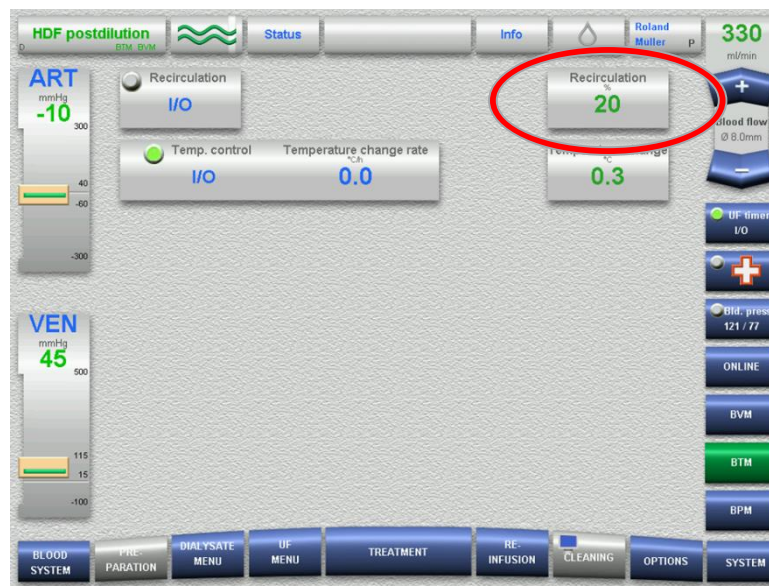 HDF postdilution
D
BTM BVM
Status
Info
Roland
Müller P
330
ml/min
ART
mmHg
-10
300
40
-60
-300
Recirculation
I/O
Recirculation
%
20
+
Blood flow
Ø 8.0mm
−
Temp. control
I/O
Temperature change rate
°C/h
0.0
°C
0.3
UF timer
I/O
Bld. press
121 / 77
VEN
mmHg
45
500
115
15
-100
ONLINE
BVM
BTM
BPM
BLOOD
SYSTEM
PRE-
PARATION
DIALYSATE
MENU
UF
MENU
TREATMENT
RE-
INFUSION
CLEANING
OPTIONS
SYSTEM